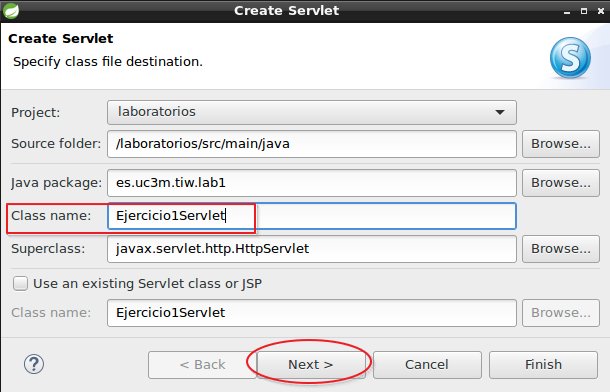 Create Servlet
Create Servlet
Specify class file destination.
S
Project: laboratorios
Source folder: /laboratorios/src/main/java Browse...
Java package: es.uc3m.tiw.lab1 Browse...
Class name: Ejercicio1Servlet
Superclass: javax.servlet.http.HttpServlet Browse...
Use an existing Servlet class or JSP
Class name: Ejercicio1Servlet Browse...
? < Back Next > Cancel Finish